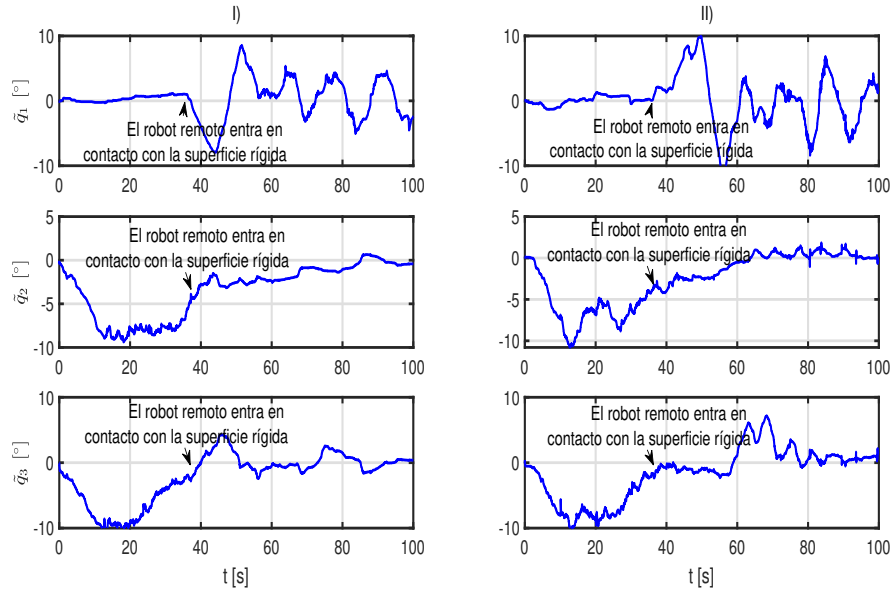 I)
II)
10
0
-10
q̃1 [°]
El robot remoto entra en
contacto con la superficie rígida
0 20 40 60 80 100
10
0
-10
El robot remoto entra en
contacto con la superficie rígida
0 20 40 60 80 100
5
0
-5
-10
q̃2 [°]
El robot remoto entra en
contacto con la superficie rígida
0 20 40 60 80 100
5
0
-5
-10
El robot remoto entra en
contacto con la superficie rígida
0 20 40 60 80 100
10
0
-10
q̃3 [°]
El robot remoto entra en
contacto con la superficie rígida
0 20 40 60 80 100
t [s]
10
0
-10
El robot remoto entra en
contacto con la superficie rígida
0 20 40 60 80 100
t [s]